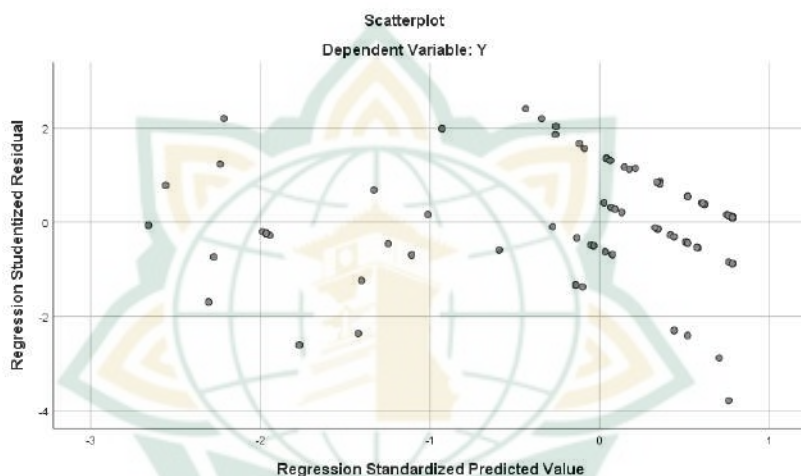 Scatterplot
Dependent Variable: Y
Regression Studentized Residual
2
0
-2
-4
-3
-2
-1
0
1
Regression Standardized Predicted Value